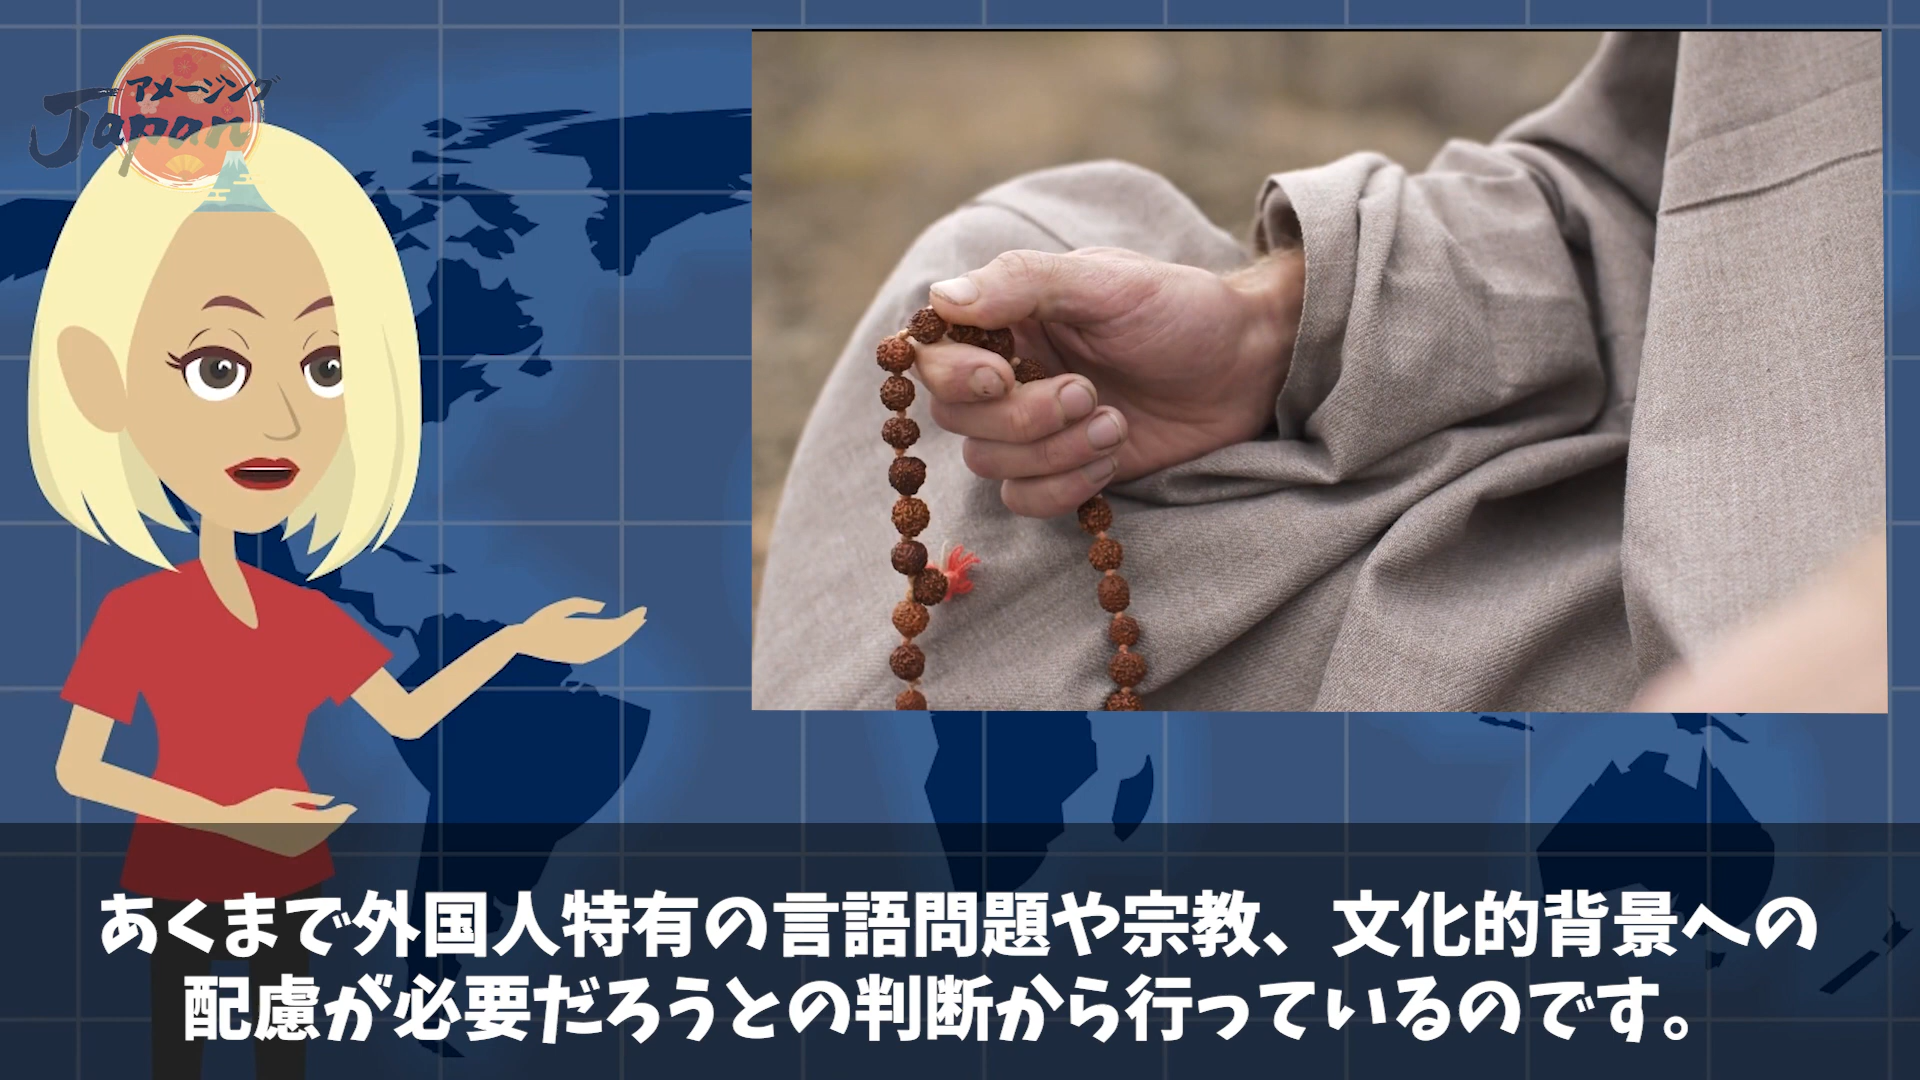 アメージング
Japan
あくまで外国人特有の言語問題や宗教、文化的背景への
配慮が必要だろうとの判断から行っているのです。